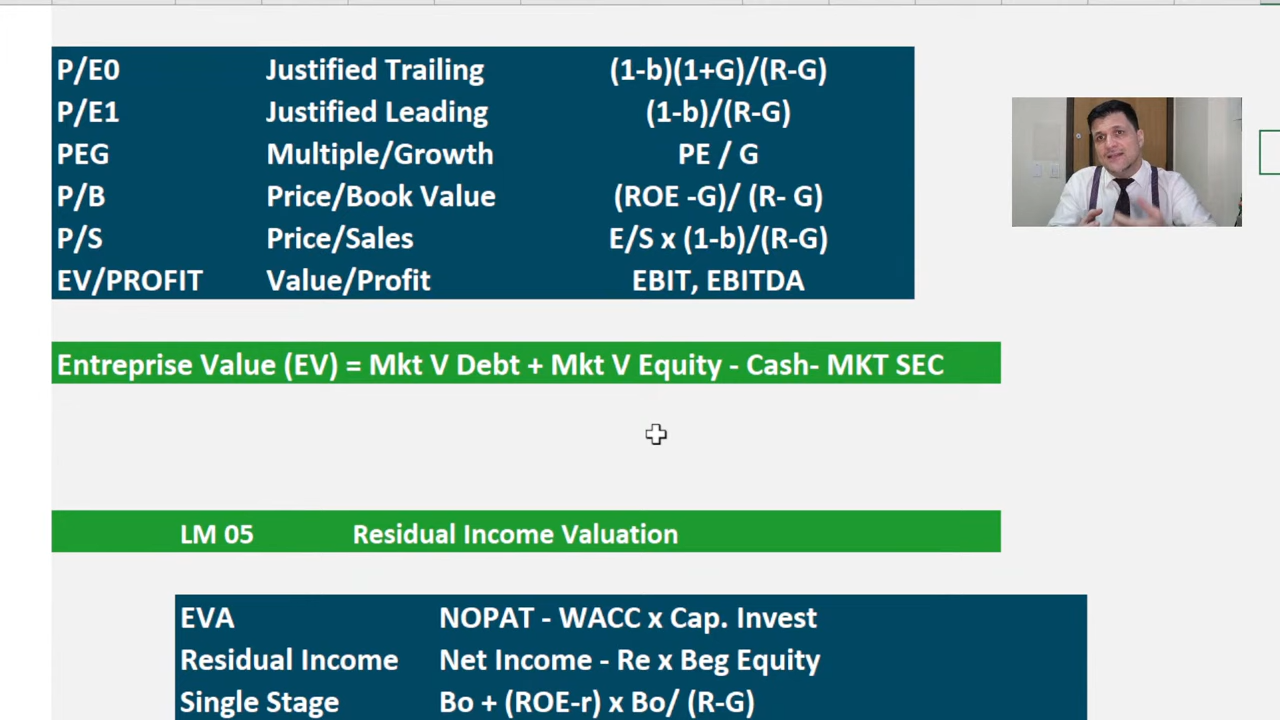 P/E0 Justified Trailing (1-b)(1+G)/(R-G)
P/E1 Justified Leading (1-b)/(R-G)
PEG Multiple/Growth PE / G
P/B Price/Book Value (ROE -G)/ (R- G)
P/S Price/Sales E/S x (1-b)/(R-G)
EV/PROFIT Value/Profit EBIT, EBITDA
Entreprise Value (EV) = Mkt V Debt + Mkt V Equity - Cash- MKT SEC
LM 05 Residual Income Valuation
EVA NOPAT - WACC x Cap. Invest
Residual Income Net Income - Re x Beg Equity
Single Stage Bo + (ROE-r) x Bo/ (R-G)